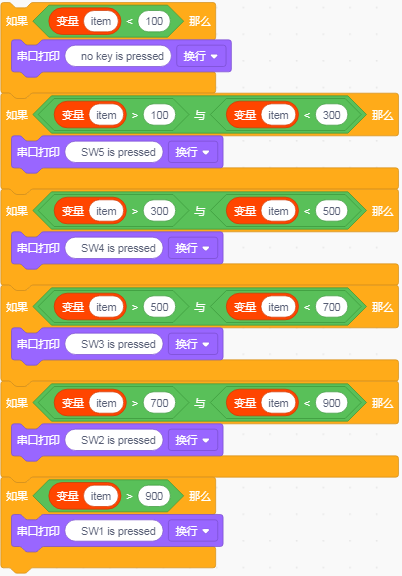 如果 变量 item < 100 那么
串口打印 no key is pressed 换行
如果 变量 item > 100 与 变量 item < 300 那么
串口打印 SW5 is pressed 换行
如果 变量 item > 300 与 变量 item < 500 那么
串口打印 SW4 is pressed 换行
如果 变量 item > 500 与 变量 item < 700 那么
串口打印 SW3 is pressed 换行
如果 变量 item > 700 与 变量 item < 900 那么
串口打印 SW2 is pressed 换行
如果 变量 item > 900 那么
串口打印 SW1 is pressed 换行